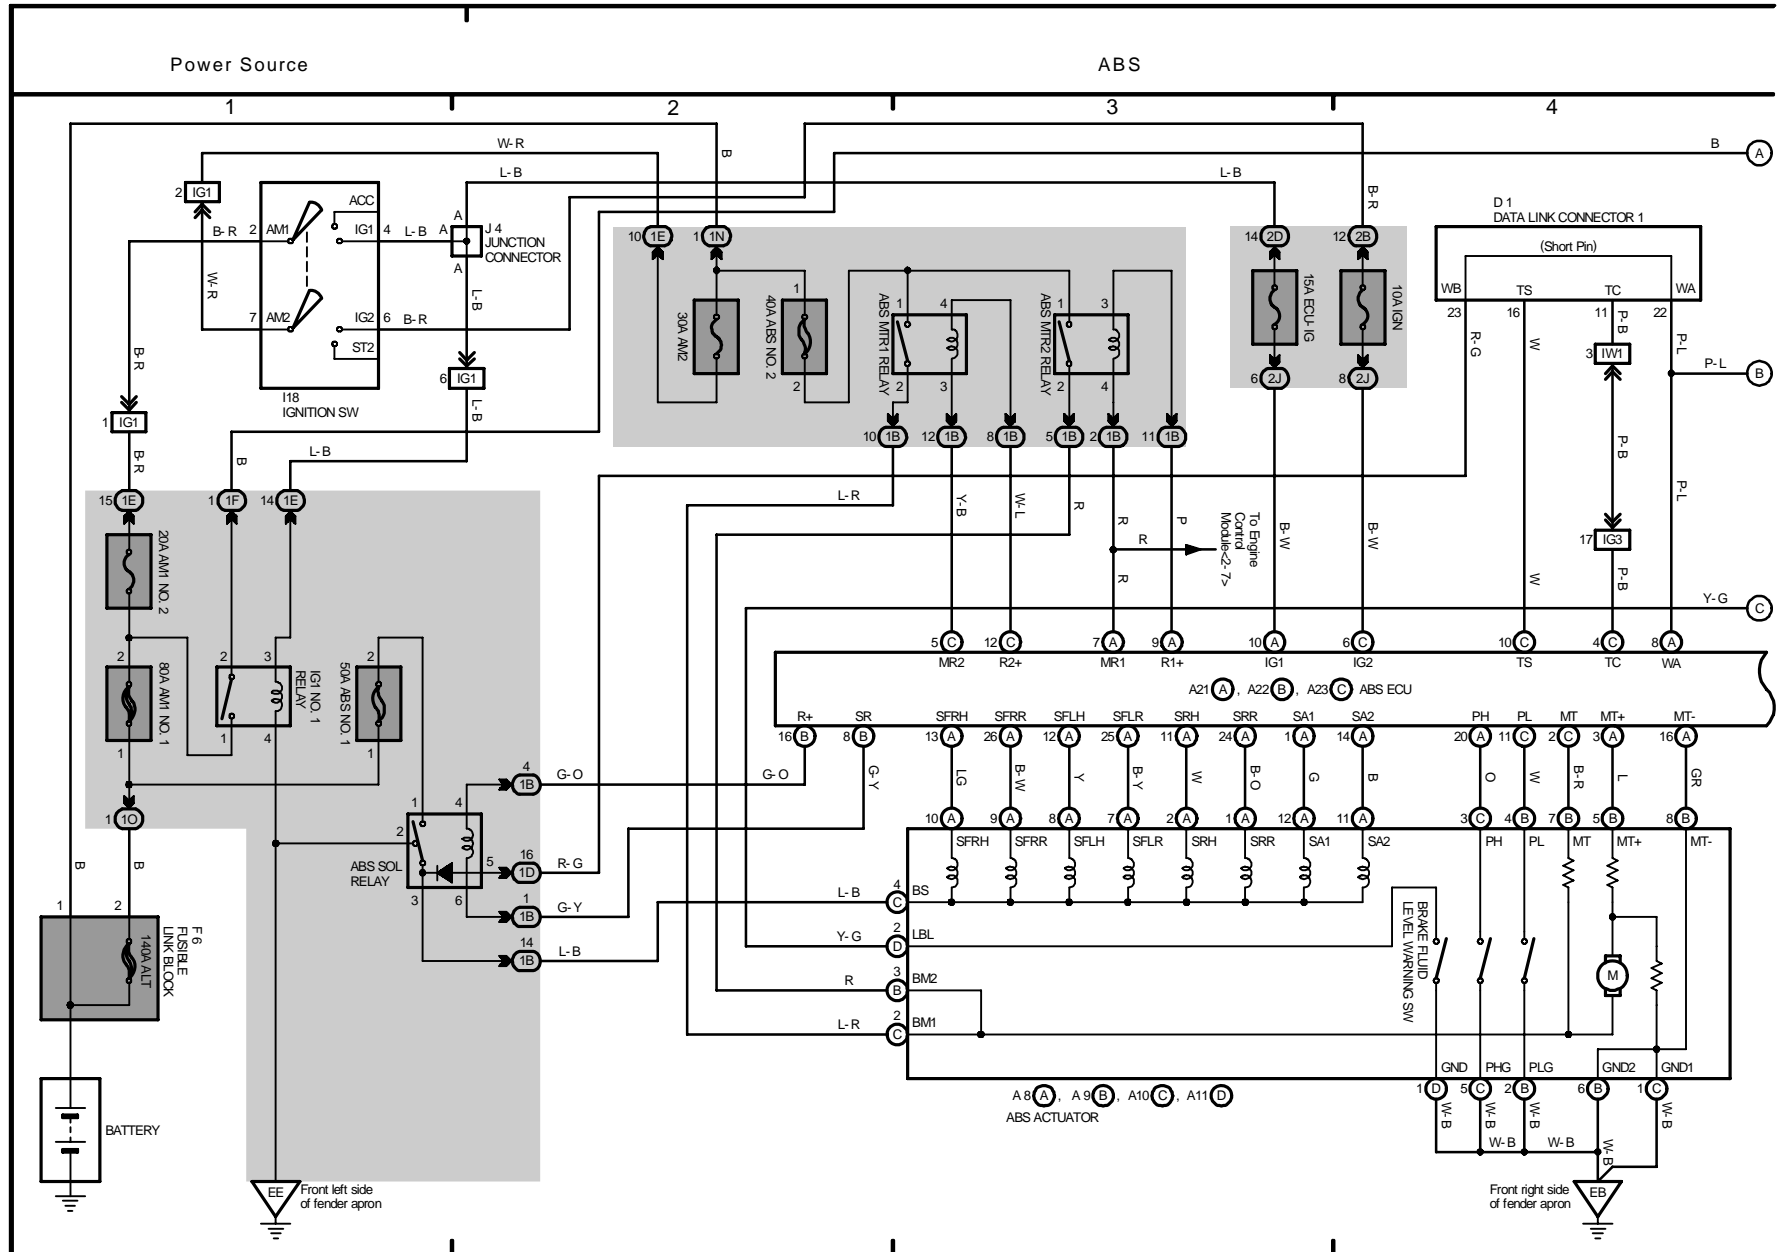 Power Source
ABS
1
2
3
4
W-R
B
L-B
L-B
B
A
2 IG1
ACC
A
B-R
D 1
DATA LINK CONNECTOR 1
B-R
2
AM1
IG1
4
L-B
A
J 4
JUNCTION
CONNECTOR
A
10 1E
1 1N
14 2D
12 2B
(Short Pin)
W-R
L-B
WB
TS
TC
WA
7
AM2
IG2
6
B-R
ST2
30A AM2
1
40A ABS NO. 2
2
1
4
ABS MTR1 RELAY
2
3
1
3
ABS MTR2 RELAY
2
4
15A ECU-IG
10A IGN
23
16
11
22
R-G
W
P-B
P-L
3 IW1
P-L
B
B-R
6 IG1
6 2J
8 2J
I18
IGNITION SW
L-B
1 IG1
10 1B
12 1B
8 1B
5 1B
2 1B
11 1B
B-R
B
L-B
P-B
P-L
15 1E
1 1F
14 1E
L-R
Y-B
W-L
R
R
P
R
To Engine
Control
Module<2-7>
B-W
B-W
17 IG3
20A AM1 NO. 2
R
W
P-B
Y-G
C
5 C
12 C
7 A
9 A
10 A
6 C
10 C
4 C
8 A
MR2
R2+
MR1
R1+
IG1
IG2
TS
TC
WA
2
80A AM1 NO. 1
1
2
3
IG1 NO. 1
RELAY
1
4
2
50A ABS NO. 1
1
A21 A, A22 B, A23 C ABS ECU
R+
SR
SFRH
SFRR
SFLH
SFLR
SRH
SRR
SA1
SA2
PH
PL
MT
MT+
MT-
16 B
8 B
13 A
26 A
12 A
25 A
11 A
24 A
1 A
14 A
20 A
11 C
2 C
3 A
16 A
4
1B
G-O
G-O
G-Y
LG
B-W
Y
B-Y
W
B-O
G
B
O
W
B-R
L
GR
1 1O
1
4
2
5
3
6
ABS SOL
RELAY
10 A
9 A
8 A
7 A
2 A
1 A
12 A
11 A
3 C
4 B
7 B
5 B
8 B
SFRH
SFRR
SFLH
SFLR
SRH
SRR
SA1
SA2
PH
PL
MT
MT+
MT-
B
B
16
1D
R-G
1
1B
G-Y
14
1B
L-B
L-B
4
C
BS
Y-G
2
D
LBL
R
3
B
BM2
L-R
2
C
BM1
BRAKE FLUID
LEVEL WARNING SW
M
1
2
140A ALT
F 6
FUSIBLE
LINK BLOCK
GND
PHG
PLG
GND2
GND1
1 D
5 C
2 B
6 B
1 C
A 8 A, A 9 B, A10 C, A11 D
ABS ACTUATOR
W-B
W-B
W-B
W-B
W-B
W-B
W-B
BATTERY
EE
Front left side
of fender apron
Front right side
of fender apron
EB